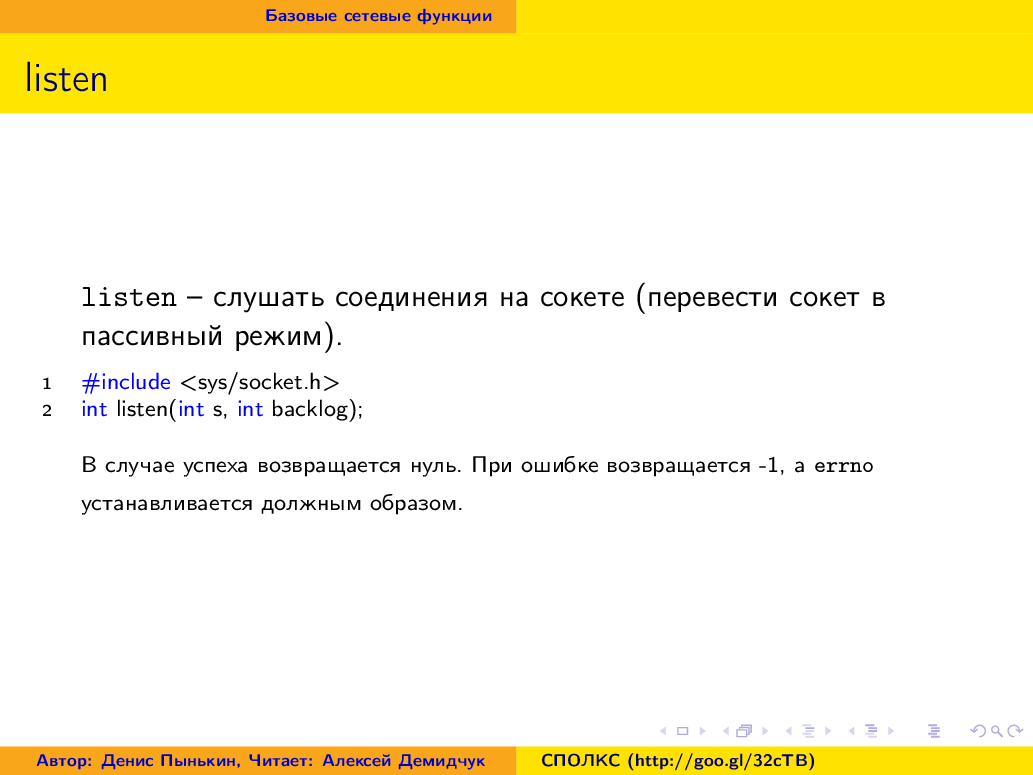 Базовые сетевые функции
listen
listen – слушать соединения на сокете (перевести сокет в
пассивный режим).
1 #include <sys/socket.h>
2 int listen(int s, int backlog);
В случае успеха возвращается нуль. При ошибке возвращается -1, а errno
устанавливается должным образом.
Автор: Денис Пынькин, Читает: Алексей Демидчук
СПОЛКС (http://goo.gl/32cTB)